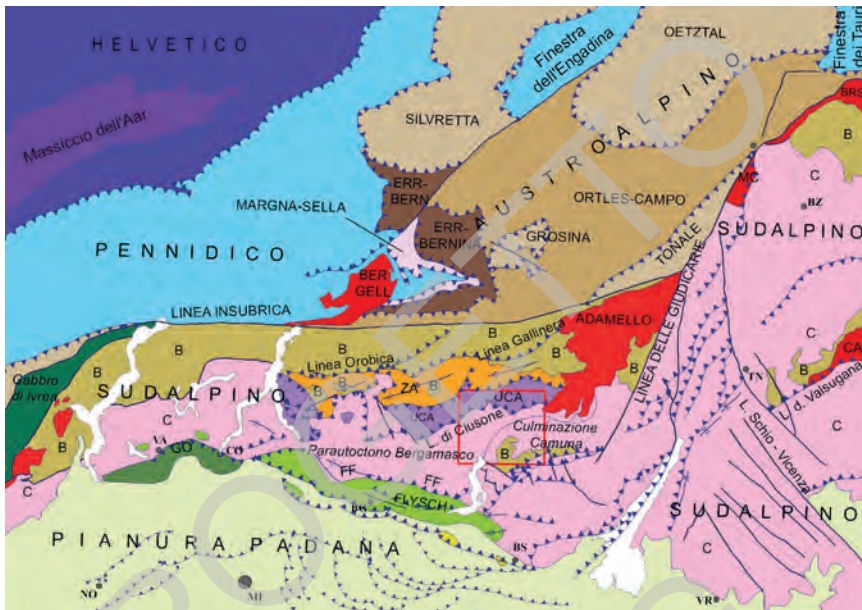 HELVETICO
Massiccio dell'Aar
OETZTAL
Finestra
dell'Engadina
Finestra
dei Tauri
SILVRETTA
AUSTROALPINO
BRS
B
C
BZ
MC
ERR-
BERN
MARGNA-SELLA
ERR-
BERNINA
GROSINA
ORTLES-CAMPO
TONALE
SUDALPINO
PENNIDICO
BER
GELL
LINEA INSUBRICA
ADAMELLO
LINEA DELLE GIUDICARIE
B
B
B
Linea Gallinera
Linea Orobica
B
B
ZA
B
B
C
B
CA
Gabbro
di Ivrea
B
SUDALPINO
UCA
UCA
L. di Clusone
TN
L. d. Valsugana
C
VA
GO
CO
Parautoctono Bergamasco
Culminazione
Camuna
B
L. Schio - Vicenza
C
B
C
FF
FF
FLYSCH
BG
BS
SUDALPINO
C
PIANURA PADANA
NO
MI
VR
PROGETTO